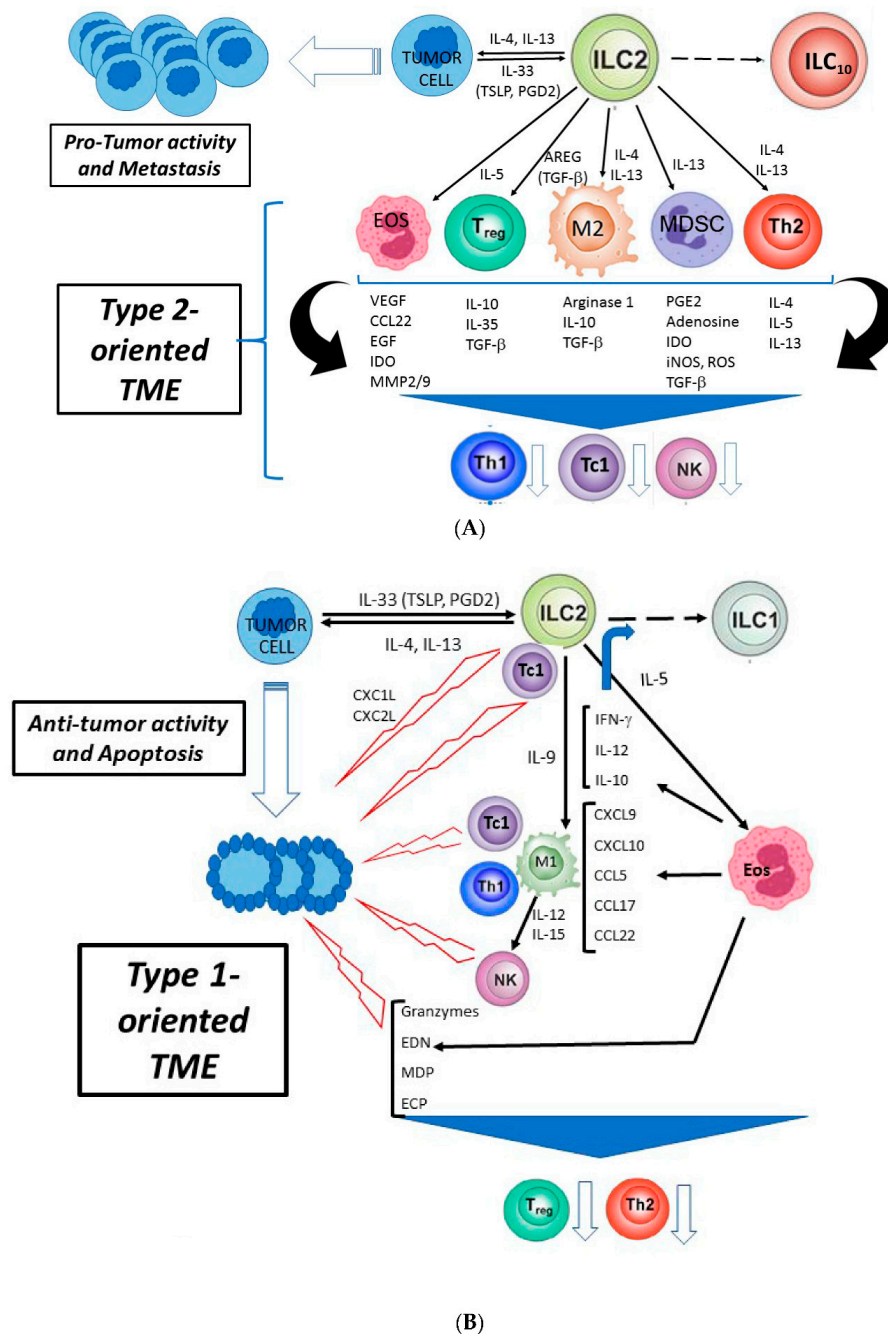 IL-4, IL-13
TUMOR
CELL
IL-33
(TSLP, PGD2)
ILC2
ILC10
Pro-Tumor activity
and Metastasis
IL-5
AREG
(TGF-β)
IL-4
IL-13
IL-13
IL-4
IL-13
EOS
Treg
M2
MDSC
Th2
Type 2-
oriented
TME
VEGF
CCL22
EGF
IDO
MMP2/9
IL-10
IL-35
TGF-β
Arginase 1
IL-10
TGF-β
PGE2
Adenosine
IDO
iNOS, ROS
TGF-β
IL-4
IL-5
IL-13
Th1
Tc1
NK
(A)
IL-33 (TSLP, PGD2)
TUMOR
CELL
IL-4, IL-13
ILC2
ILC1
Tc1
CXC1L
CXC2L
IL-5
Anti-tumor activity
and Apoptosis
IL-9
IFN-γ
IL-12
IL-10
CXCL9
CXCL10
CCL5
CCL17
CCL22
Tc1
M1
Th1
Eos
IL-12
IL-15
NK
Type 1-
oriented
TME
Granzymes
EDN
MDP
ECP
Treg
Th2
(B)